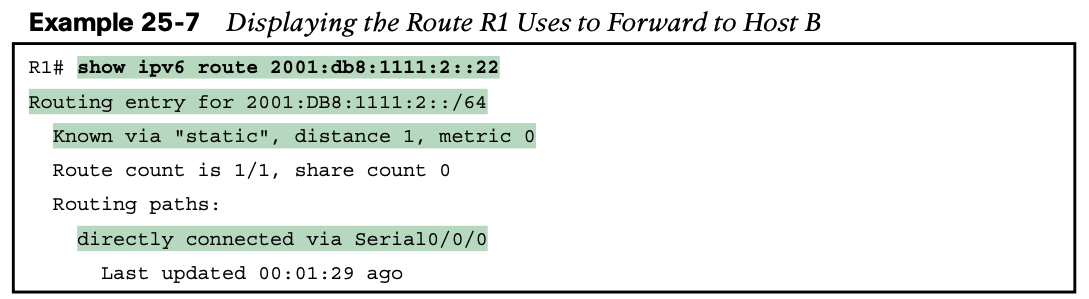 Example 25-7 Displaying the Route R1 Uses to Forward to Host B
R1# show ipv6 route 2001:db8:1111:2::22
Routing entry for 2001:DB8:1111:2::/64
Known via "static", distance 1, metric 0
Route count is 1/1, share count 0
Routing paths:
directly connected via Serial0/0/0
Last updated 00:01:29 ago